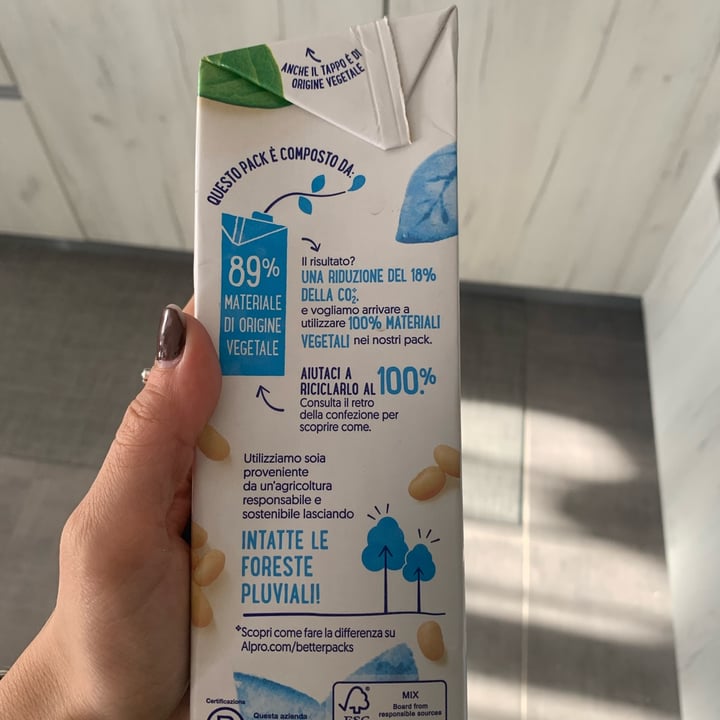 ANCHE IL TAPPO È DI
ORIGINE VEGETALE
QUESTO PACK È COMPOSTO DA:
89%
MATERIALE
DI ORIGINE
VEGETALE
Il risultato?
UNA RIDUZIONE DEL 18%
DELLA CO₂*.
e vogliamo arrivare a
utilizzare 100% MATERIALI
VEGETALI nei nostri pack.
AIUTACI A
RICICLARLO AL 100%.
Consulta il retro
della confezione per
scoprire come.
Utilizziamo soia
proveniente
da un'agricoltura
responsabile e
sostenibile lasciando
INTATTE LE
FORESTE
PLUVIALI!
*Scopri come fare la differenza su
Alpro.com/betterpacks
Certificazione
Questa azienda
FSC
MIX
Board from
responsible sources